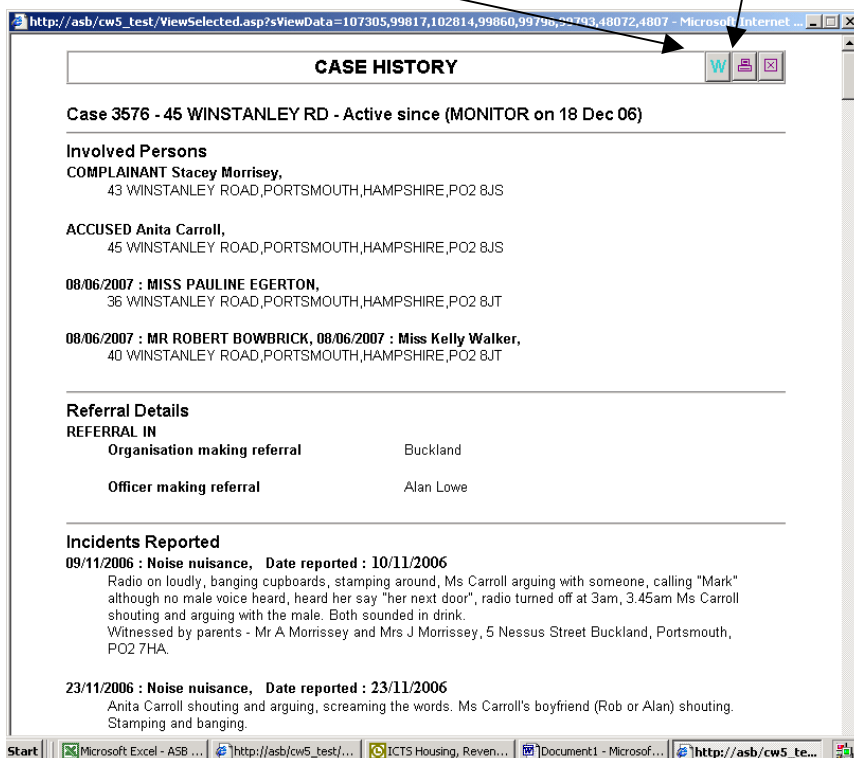 http://asb/cw5_test/ViewSelected.asp?sViewData=107305,99817,102814,99860,99796,99793,48072,4807 - Microsoft Internet ...
CASE HISTORY
W
Case 3576 - 45 WINSTANLEY RD - Active since (MONITOR on 18 Dec 06)
Involved Persons
COMPLAINANT Stacey Morrisey,
43 WINSTANLEY ROAD,PORTSMOUTH,HAMPSHIRE,PO2 8JS
ACCUSED Anita Carroll,
45 WINSTANLEY ROAD,PORTSMOUTH,HAMPSHIRE,PO2 8JS
08/06/2007 : MISS PAULINE EGERTON,
36 WINSTANLEY ROAD,PORTSMOUTH,HAMPSHIRE,PO2 8JT
08/06/2007 : MR ROBERT BOWBRICK, 08/06/2007 : Miss Kelly Walker,
40 WINSTANLEY ROAD,PORTSMOUTH,HAMPSHIRE,PO2 8JT
Referral Details
REFERRAL IN
Organisation making referral Buckland
Officer making referral Alan Lowe
Incidents Reported
09/11/2006 : Noise nuisance, Date reported : 10/11/2006
Radio on loudly, banging cupboards, stamping around, Ms Carroll arguing with someone, calling "Mark"
although no male voice heard, heard her say "her next door", radio turned off at 3am, 3.45am Ms Carroll
shouting and arguing with the male. Both sounded in drink.
Witnessed by parents - Mr A Morrissey and Mrs J Morrissey, 5 Nessus Street Buckland, Portsmouth,
PO2 7HA.
23/11/2006 : Noise nuisance, Date reported : 23/11/2006
Anita Carroll shouting and arguing, screaming the words. Ms Carroll's boyfriend (Rob or Alan) shouting.
Stamping and banging.
Start Microsoft Excel - ASB ... http://asb/cw5_test/... ICTS Housing, Reven... Document1 - Microsof... http://asb/cw5_te...